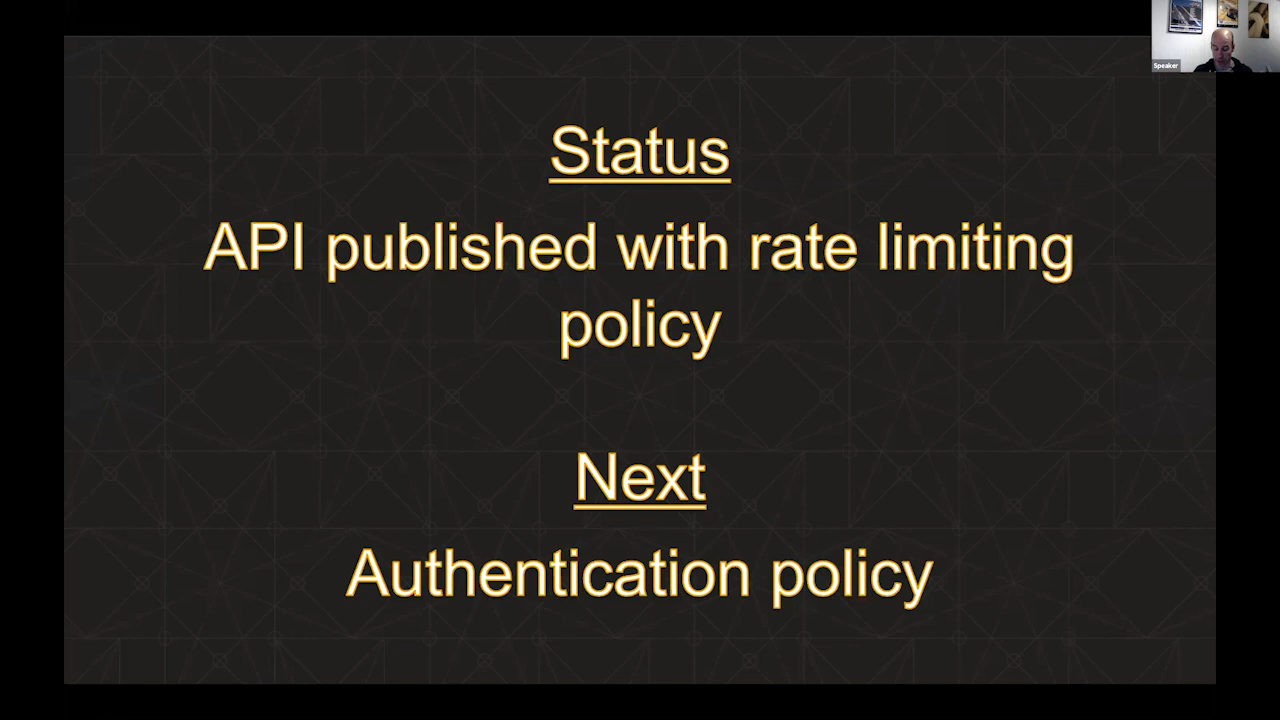 Speaker
Status
API published with rate limiting
policy
Next
Authentication policy